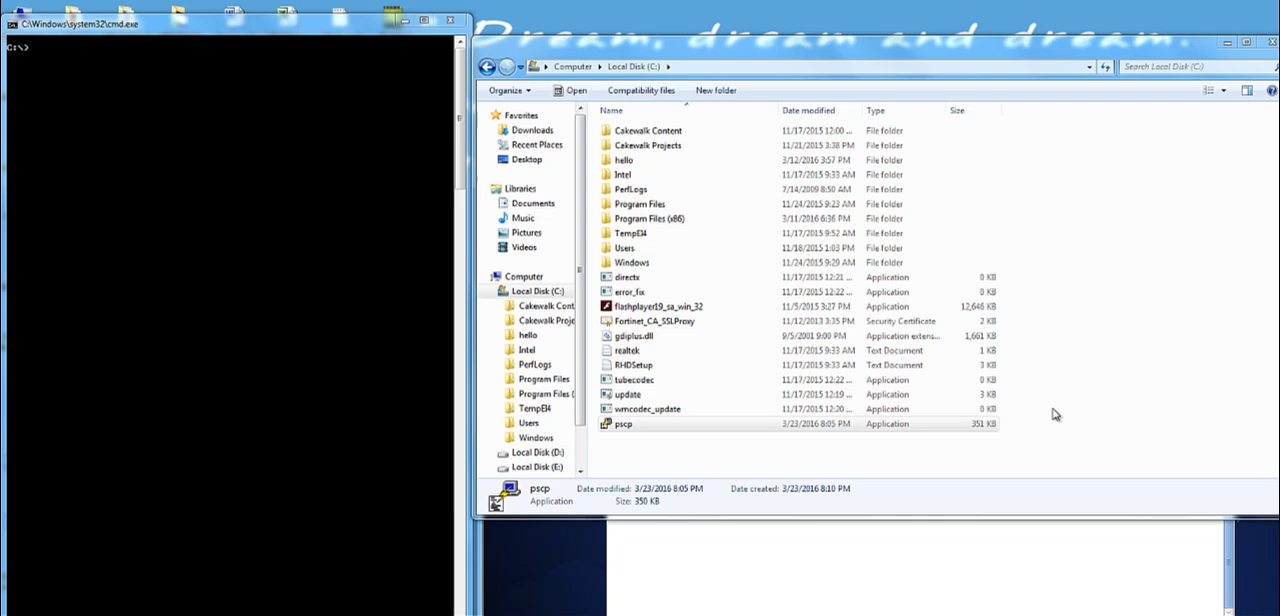 C:\Windows\system32\cmd.exe
C:\>
Dream, dream and dream.
Computer Local Disk (C:)
Search Local Disk (C:)
Organize Open Compatibility files New folder
Name Date modified Type Size
Favorites
Downloads
Recent Places
Desktop
Libraries
Documents
Music
Pictures
Videos
Computer
Local Disk (C:)
Cakewalk Cont
Cakewalk Proje
hello
Intel
PerfLogs
Program Files
Program Files (
TempEI4
Users
Windows
Local Disk (D:)
Local Disk (E:)
Cakewalk Content 11/17/2015 12:00 ... File folder
Cakewalk Projects 11/21/2015 3:38 PM File folder
hello 3/12/2016 3:57 PM File folder
Intel 11/17/2015 9:33 AM File folder
PerfLogs 7/14/2009 8:50 AM File folder
Program Files 11/24/2015 9:23 AM File folder
Program Files (x86) 3/11/2016 6:36 PM File folder
TempEI4 11/17/2015 9:52 AM File folder
Users 11/18/2015 1:03 PM File folder
Windows 11/24/2015 9:29 AM File folder
directx 11/17/2015 12:21 ... Application 0 KB
error_fix 11/17/2015 12:22 ... Application 0 KB
flashplayer19_sa_win_32 11/5/2015 3:27 PM Application 12,646 KB
Fortinet_CA_SSLProxy 11/12/2013 3:35 PM Security Certificate 2 KB
gdiplus.dll 9/5/2001 9:00 PM Application extens... 1,661 KB
realtek 11/17/2015 9:33 AM Text Document 1 KB
RHDSetup 11/17/2015 9:33 AM Text Document 3 KB
tubecodec 11/17/2015 12:22 ... Application 0 KB
update 11/17/2015 12:19 ... Application 3 KB
wmcodec_update 11/17/2015 12:20 ... Application 0 KB
pscp 3/23/2016 8:05 PM Application 351 KB
pscp Date modified: 3/23/2016 8:05 PM Date created: 3/23/2016 8:10 PM
Application Size: 350 KB